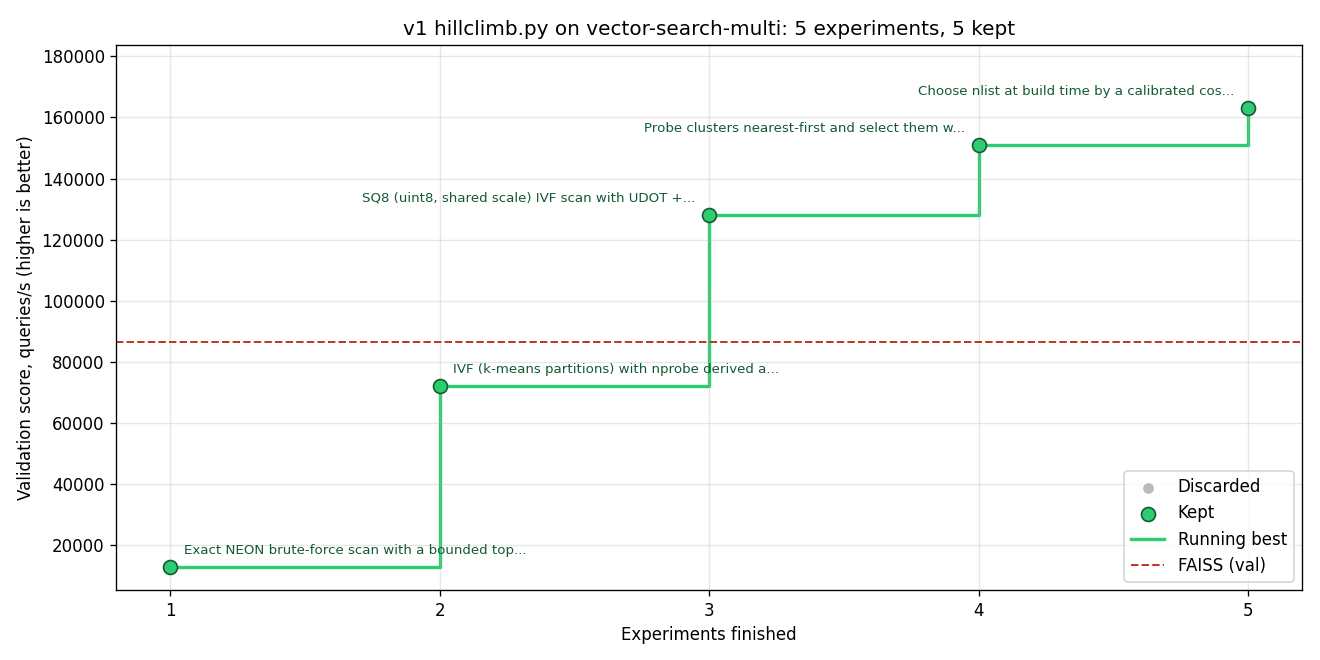 v1 hillclimb.py on vector-search-multi: 5 experiments, 5 kept
Validation score, queries/s (higher is better)
180000
160000
140000
120000
100000
80000
60000
40000
20000
Choose nlist at build time by a calibrated cos...
Probe clusters nearest-first and select them w...
SQ8 (uint8, shared scale) IVF scan with UDOT +...
IVF (k-means partitions) with nprobe derived a...
Exact NEON brute-force scan with a bounded top...
Discarded
Kept
Running best
FAISS (val)
1 2 3 4 5
Experiments finished